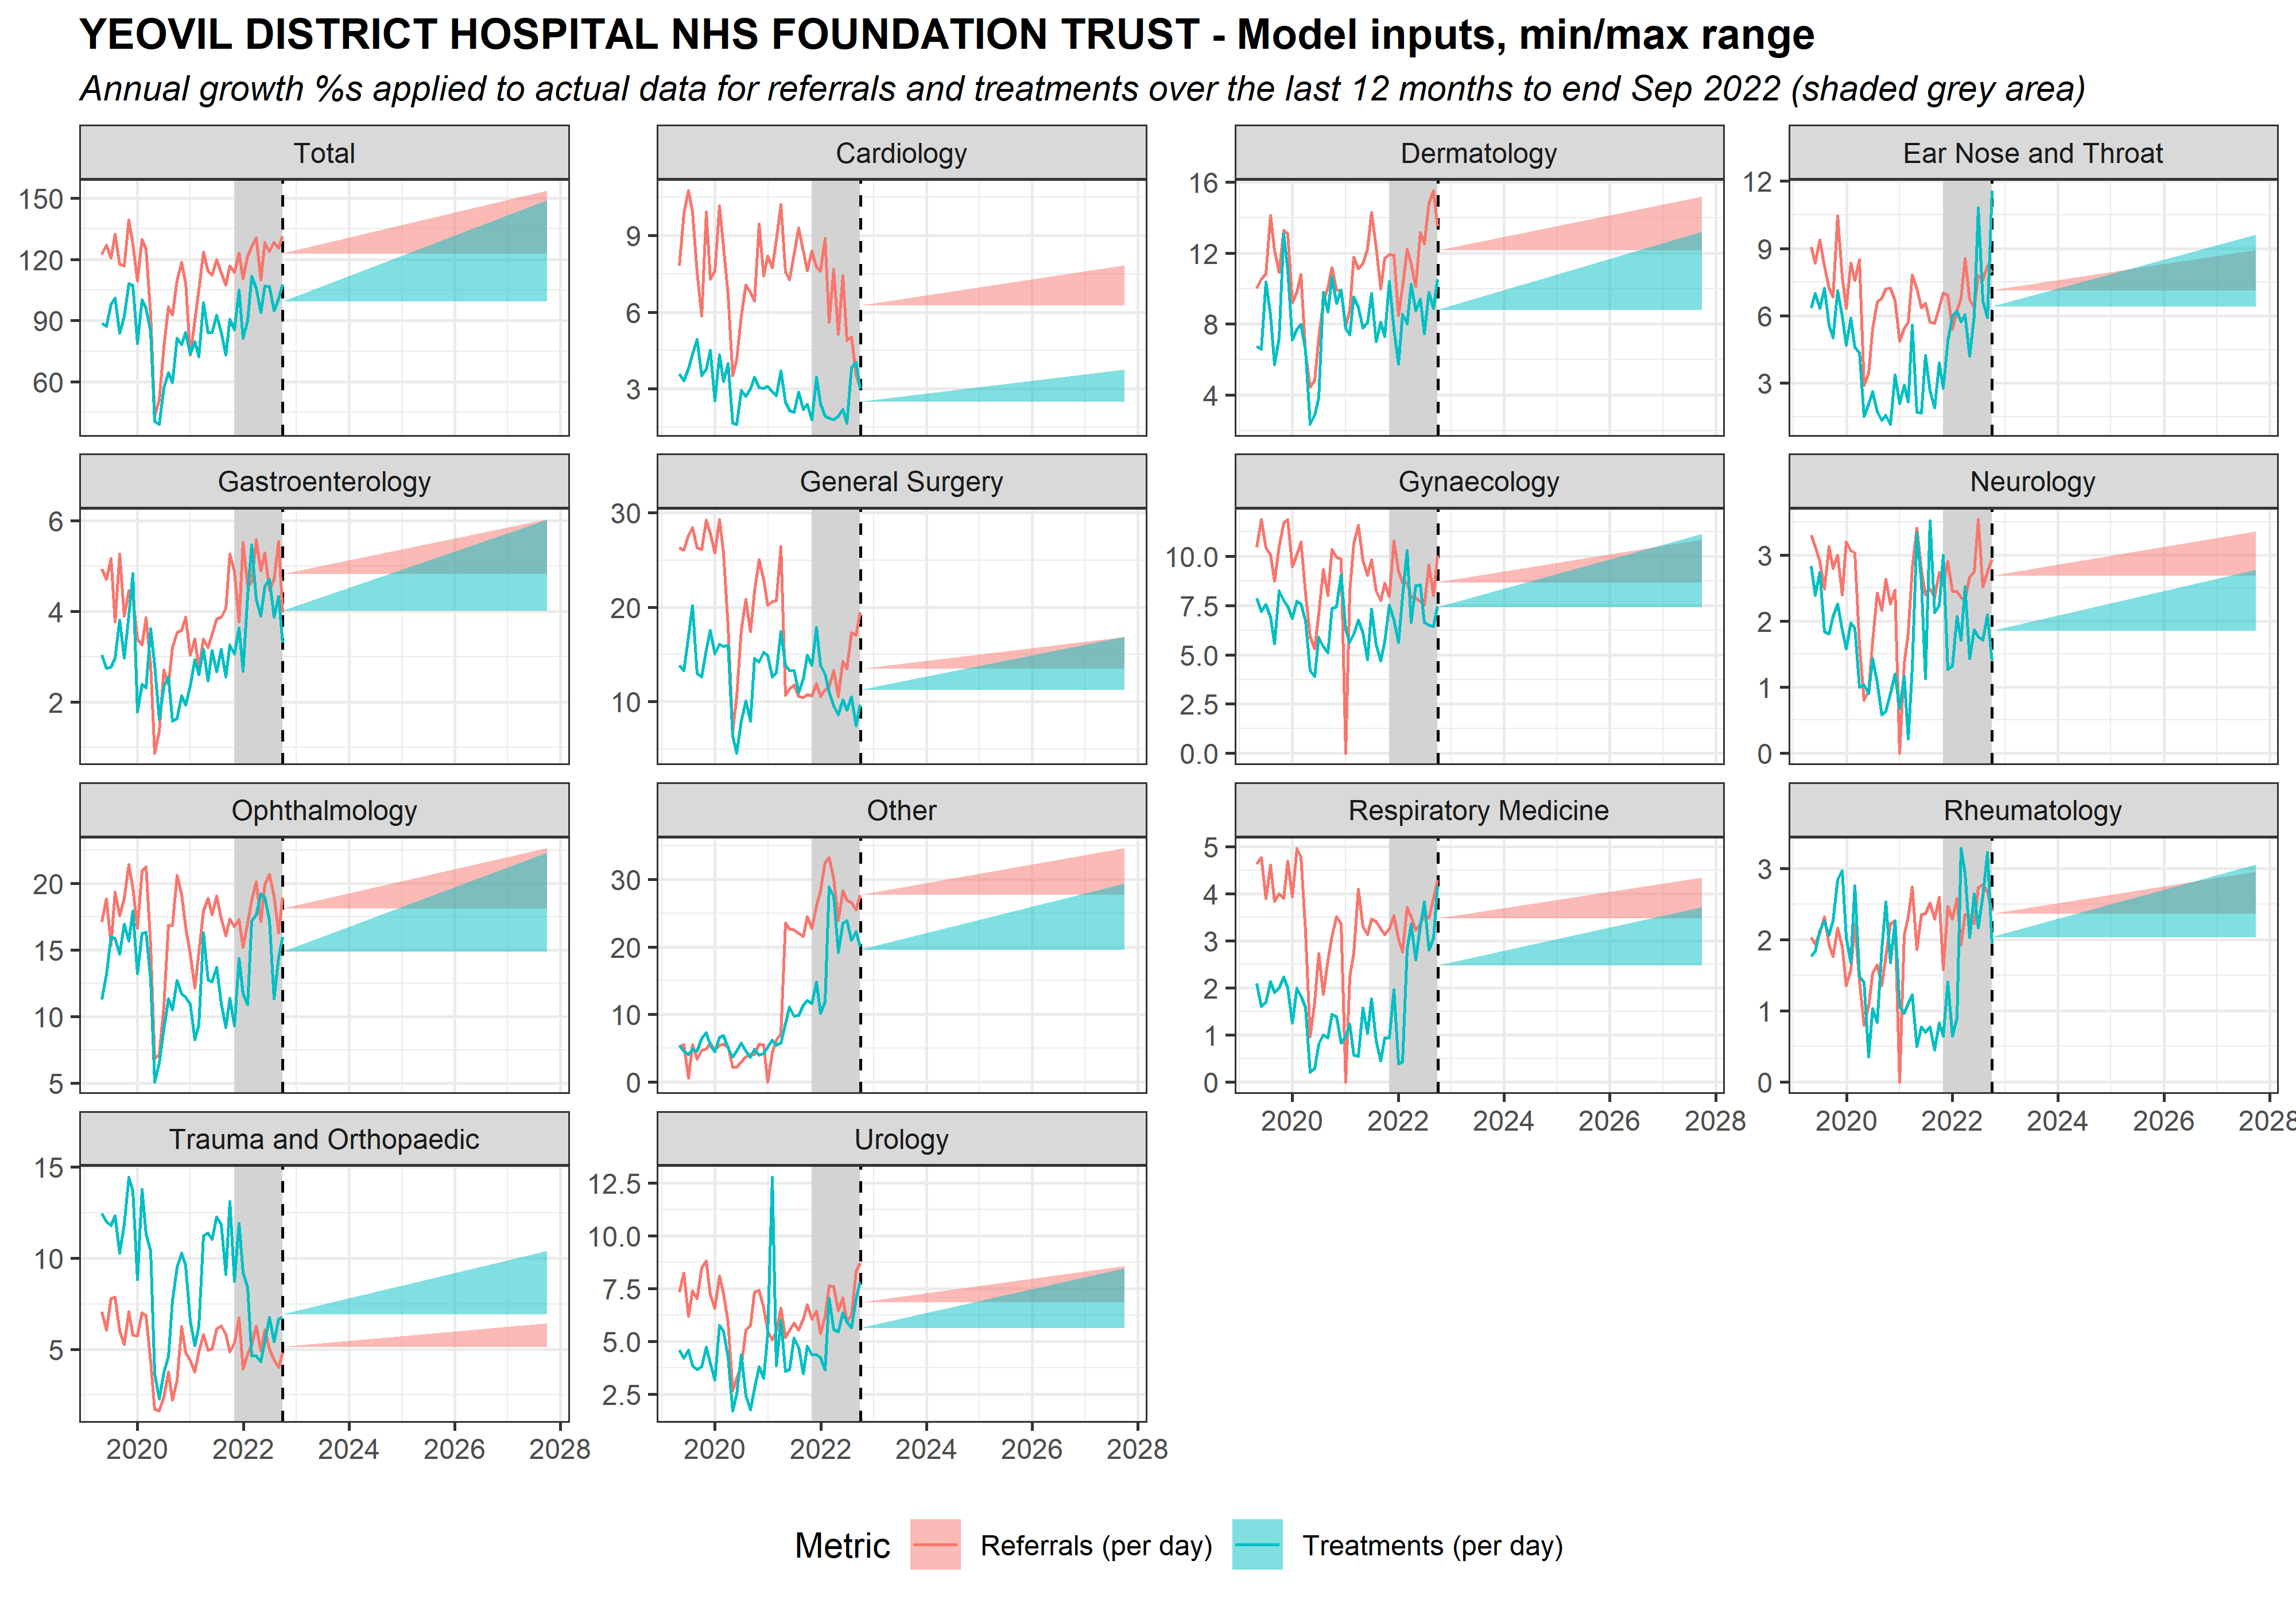 YEOVIL DISTRICT HOSPITAL NHS FOUNDATION TRUST - Model inputs, min/max range
Annual growth %s applied to actual data for referrals and treatments over the last 12 months to end Sep 2022 (shaded grey area)
Total
Cardiology
Dermatology
Ear Nose and Throat
150
120
90
60
9
6
3
16
12
8
4
12
9
6
3
Gastroenterology
General Surgery
Gynaecology
Neurology
6
4
2
30
20
10
10.0
7.5
5.0
2.5
0.0
3
2
1
0
Ophthalmology
Other
Respiratory Medicine
Rheumatology
20
15
10
5
30
20
10
0
5
4
3
2
1
0
3
2
1
0
2020 2022 2024 2026 2028
2020 2022 2024 2026 2028
Trauma and Orthopaedic
Urology
15
10
5
12.5
10.0
7.5
5.0
2.5
2020 2022 2024 2026 2028
2020 2022 2024 2026 2028
Metric Referrals (per day) Treatments (per day)